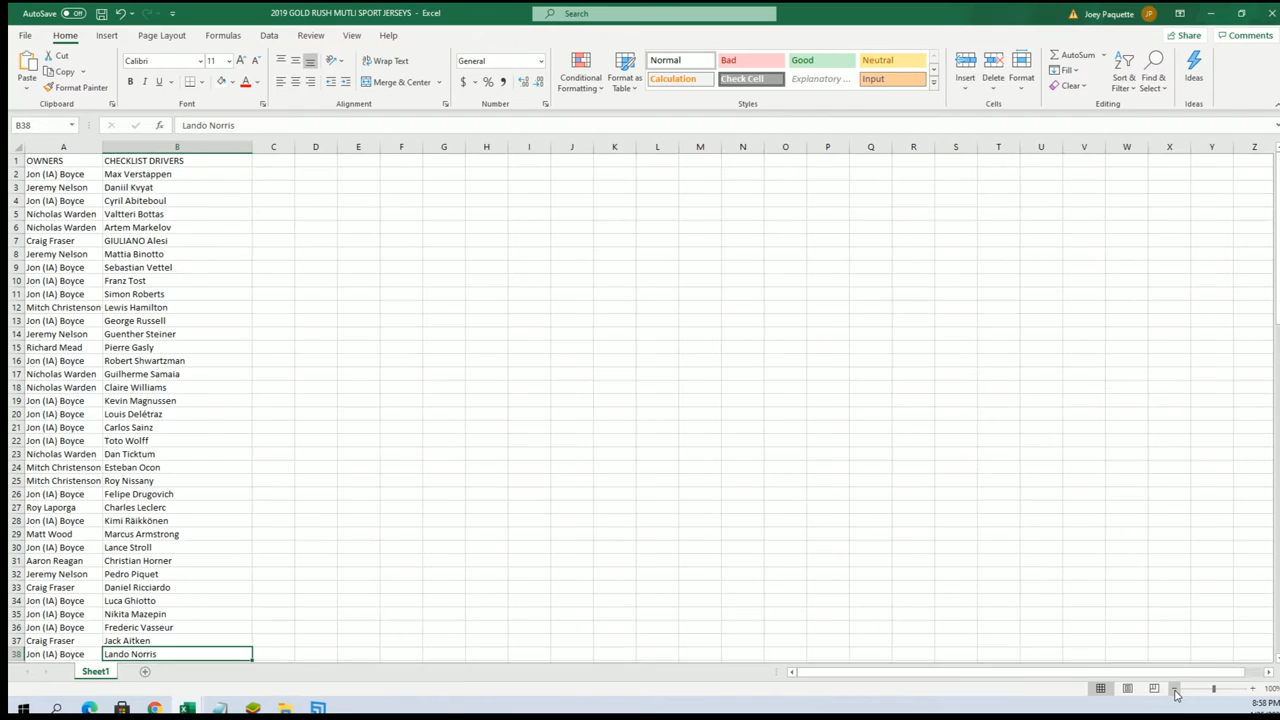 AutoSave Off 2019 GOLD RUSH MUTLI SPORT JERSEYS - Excel Search Joey Paquette JP
File Home Insert Page Layout Formulas Data Review View Help Share Comments
Paste Cut Copy Format Painter Clipboard
Calibri 11 B I U A Font
Wrap Text Merge & Center Alignment
General $ % Number
Conditional Formatting Format as Table
Normal Bad Good Neutral
Calculation Check Cell Explanatory ... Input
Styles
Insert Delete Format Cells
AutoSum Fill Clear Sort & Filter Find & Select Editing
Ideas Ideas
B38 fx Lando Norris
A B C D E F G H I J K L M N O P Q R S T U V W X Y Z
1 OWNERS CHECKLIST DRIVERS
2 Jon (IA) Boyce Max Verstappen
3 Jeremy Nelson Daniil Kvyat
4 Jon (IA) Boyce Cyril Abiteboul
5 Nicholas Warden Valtteri Bottas
6 Nicholas Warden Artem Markelov
7 Craig Fraser GIULIANO Alesi
8 Jeremy Nelson Mattia Binotto
9 Jon (IA) Boyce Sebastian Vettel
10 Jon (IA) Boyce Franz Tost
11 Jon (IA) Boyce Simon Roberts
12 Mitch Christenson Lewis Hamilton
13 Jon (IA) Boyce George Russell
14 Jeremy Nelson Guenther Steiner
15 Richard Mead Pierre Gasly
16 Jon (IA) Boyce Robert Shwartzman
17 Nicholas Warden Guilherme Samaia
18 Nicholas Warden Claire Williams
19 Jon (IA) Boyce Kevin Magnussen
20 Jon (IA) Boyce Louis Delétraz
21 Jon (IA) Boyce Carlos Sainz
22 Jon (IA) Boyce Toto Wolff
23 Nicholas Warden Dan Ticktum
24 Mitch Christenson Esteban Ocon
25 Mitch Christenson Roy Nissany
26 Jon (IA) Boyce Felipe Drugovich
27 Roy Laporga Charles Leclerc
28 Jon (IA) Boyce Kimi Räikkönen
29 Matt Wood Marcus Armstrong
30 Jon (IA) Boyce Lance Stroll
31 Aaron Reagan Christian Horner
32 Jeremy Nelson Pedro Piquet
33 Craig Fraser Daniel Ricciardo
34 Jon (IA) Boyce Luca Ghiotto
35 Jon (IA) Boyce Nikita Mazepin
36 Jon (IA) Boyce Frederic Vasseur
37 Craig Fraser Jack Aitken
38 Jon (IA) Boyce Lando Norris
Sheet1
100%
8:58 PM